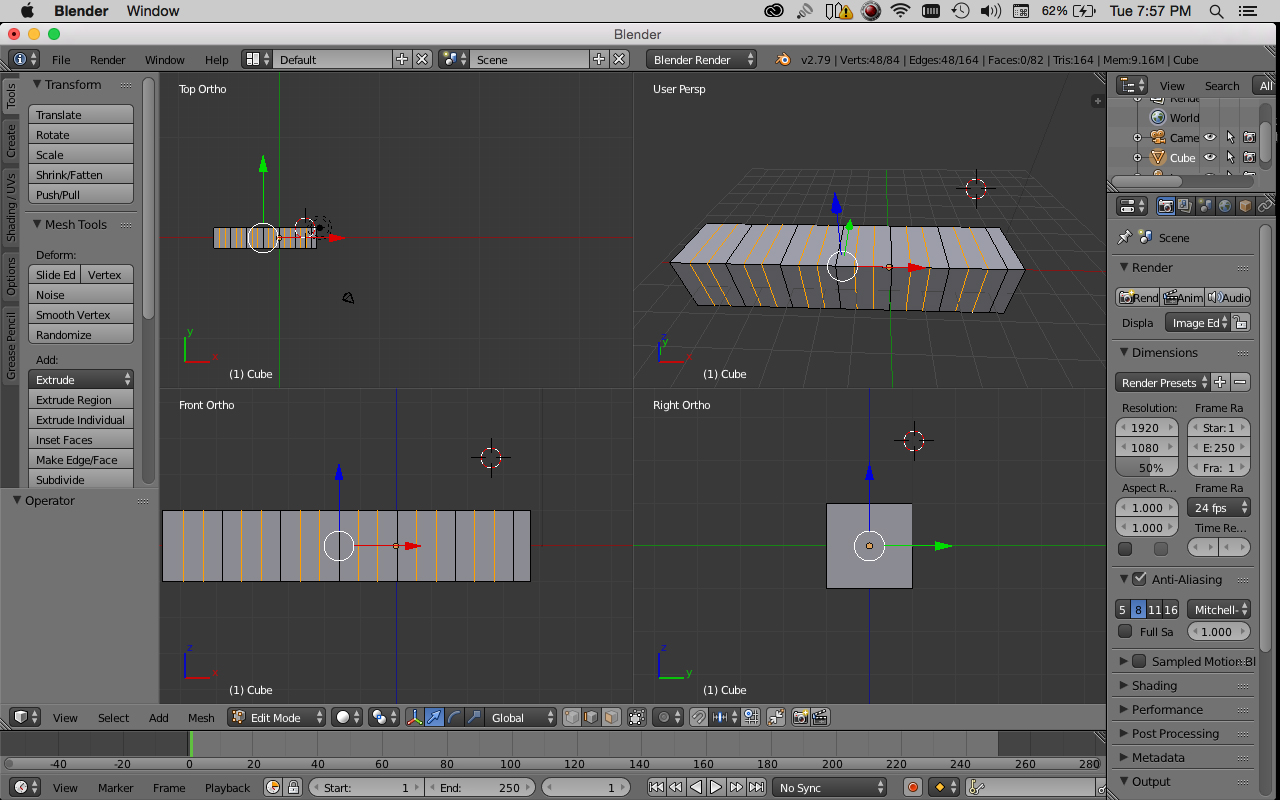 Blender Window 62% Tue 7:57 PM
Blender
File Render Window Help Default Scene Blender Render v2.79 | Verts:48/84 | Edges:48/164 | Faces:0/82 | Tris:164 | Mem:9.16M | Cube
Tools
Create
Shading / UVs
Options
Grease Pencil
Transform
Translate
Rotate
Scale
Shrink/Fatten
Push/Pull
Mesh Tools
Deform:
Slide Ed Vertex
Noise
Smooth Vertex
Randomize
Add:
Extrude
Extrude Region
Extrude Individual
Inset Faces
Make Edge/Face
Subdivide
Operator
Top Ortho
y
x
(1) Cube
User Persp
z
y
x
(1) Cube
Front Ortho
z
x
(1) Cube
Right Ortho
z
y
(1) Cube
View Search All
World
Came
Cube
Scene
Render
Rend Anim Audio
Displa Image Ed
Dimensions
Render Presets
Resolution: Frame Ra
1920 Star: 1
1080 E: 250
50% Fra: 1
Aspect R... Frame Ra
1.000 24 fps
1.000 Time Re...
Anti-Aliasing
5 8 11 16 Mitchell-
Full Sa 1.000
Sampled Motion Bl
Shading
Performance
Post Processing
Metadata
Output
View Select Add Mesh Edit Mode Global
-40 -20 0 20 40 60 80 100 120 140 160 180 200 220 240 260 280
View Marker Frame Playback Start: 1 End: 250 1 No Sync